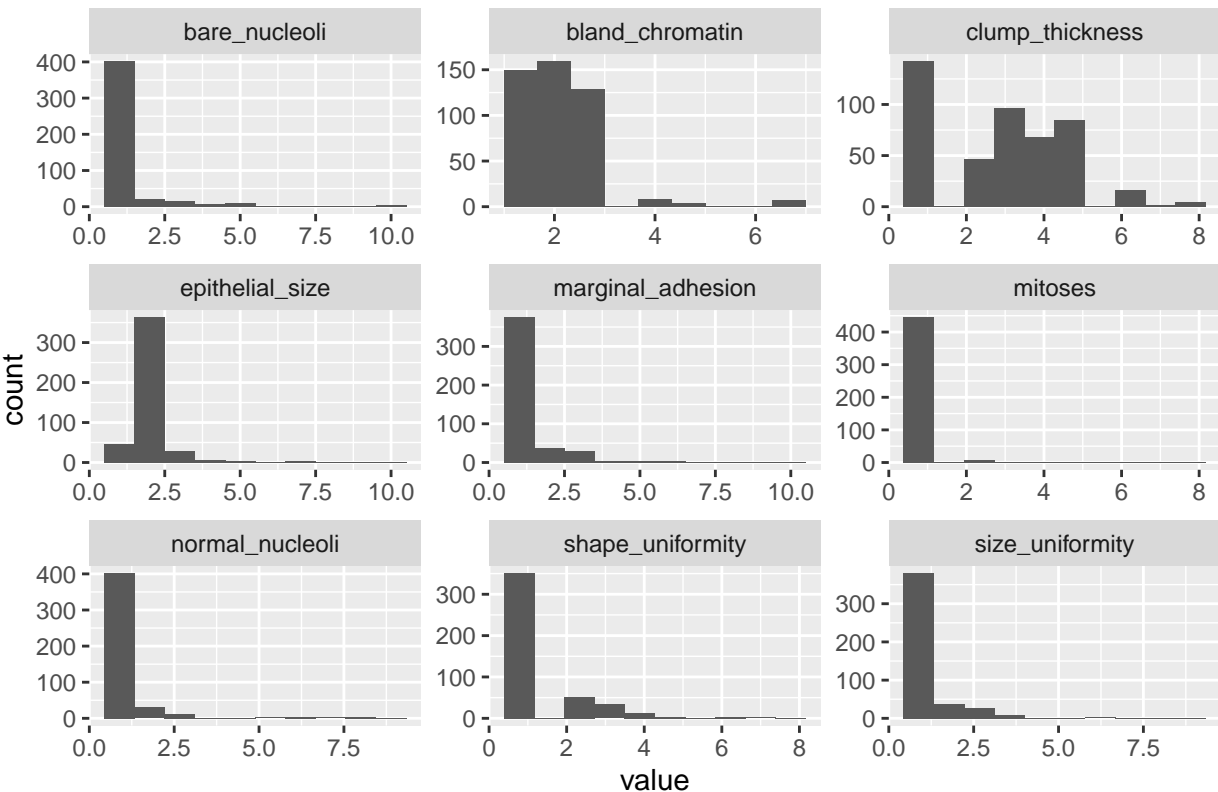 bare_nucleoli
bland_chromatin
clump_thickness
400
300
200
100
0
0.0 2.5 5.0 7.5 10.0
150
100
50
0
2 4 6
100
50
0
0 2 4 6 8
epithelial_size
marginal_adhesion
mitoses
300
200
100
0
0.0 2.5 5.0 7.5 10.0
300
200
100
0
0.0 2.5 5.0 7.5 10.0
400
300
200
100
0
0 2 4 6 8
normal_nucleoli
shape_uniformity
size_uniformity
400
300
200
100
0
0.0 2.5 5.0 7.5
300
200
100
0
0 2 4 6 8
300
200
100
0
0.0 2.5 5.0 7.5
count
value